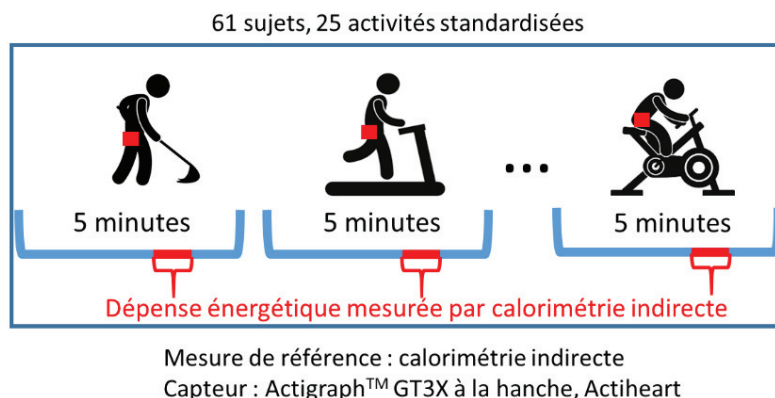 61 sujets, 25 activités standardisées
5 minutes 5 minutes ... 5 minutes
Dépense énergétique mesurée par calorimétrie indirecte
Mesure de référence : calorimétrie indirecte
Capteur : Actigraph™ GT3X à la hanche, Actiheart